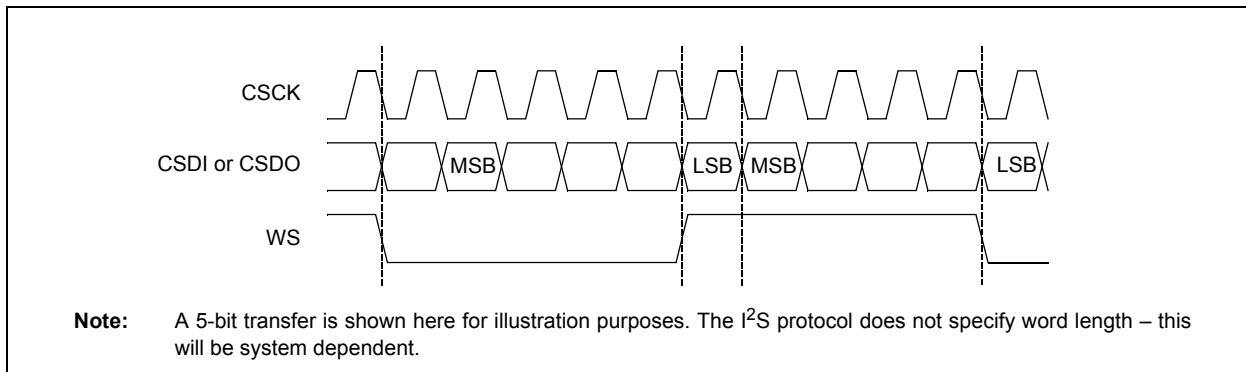 CSCK
CSDI or CSDO
MSB
LSB
MSB
LSB
WS
Note: A 5-bit transfer is shown here for illustration purposes. The I²S protocol does not specify word length – this
will be system dependent.